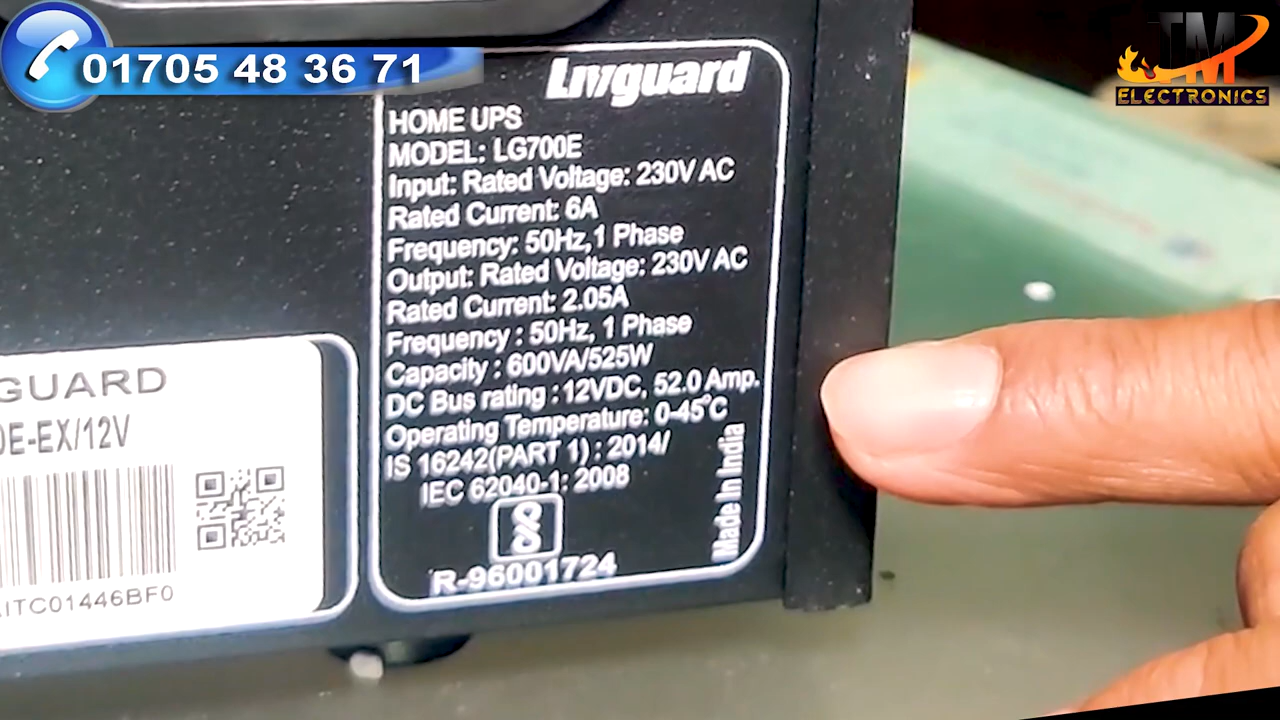 01705 48 36 71
TM
ELECTRONICS
Livguard
HOME UPS
MODEL: LG700E
Input: Rated Voltage: 230V AC
Rated Current: 6A
Frequency: 50Hz,1 Phase
Output: Rated Voltage: 230V AC
Rated Current: 2.05A
Frequency : 50Hz, 1 Phase
Capacity : 600VA/525W
DC Bus rating : 12VDC, 52.0 Amp.
Operating Temperature: 0-45°C
IS 16242(PART 1) : 2014/
IEC 62040-1: 2008
R-96001724
Made In India
GUARD
0E-EX/12V
ITC01446BF0